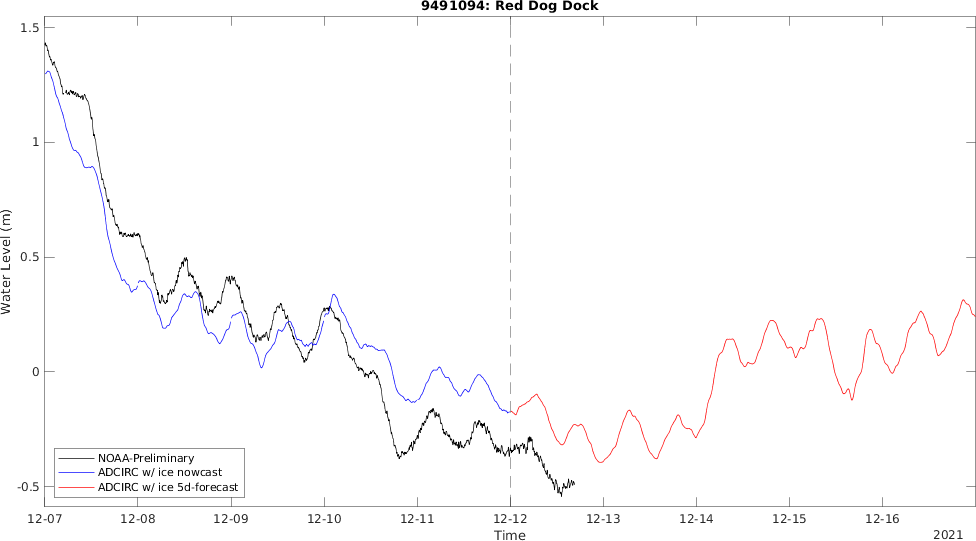 9491094: Red Dog Dock
1.5
1
0.5
0
-0.5
Water Level (m)
NOAA-Preliminary
ADCIRC w/ ice nowcast
ADCIRC w/ ice 5d-forecast
12-07 12-08 12-09 12-10 12-11 12-12 12-13 12-14 12-15 12-16
Time
2021